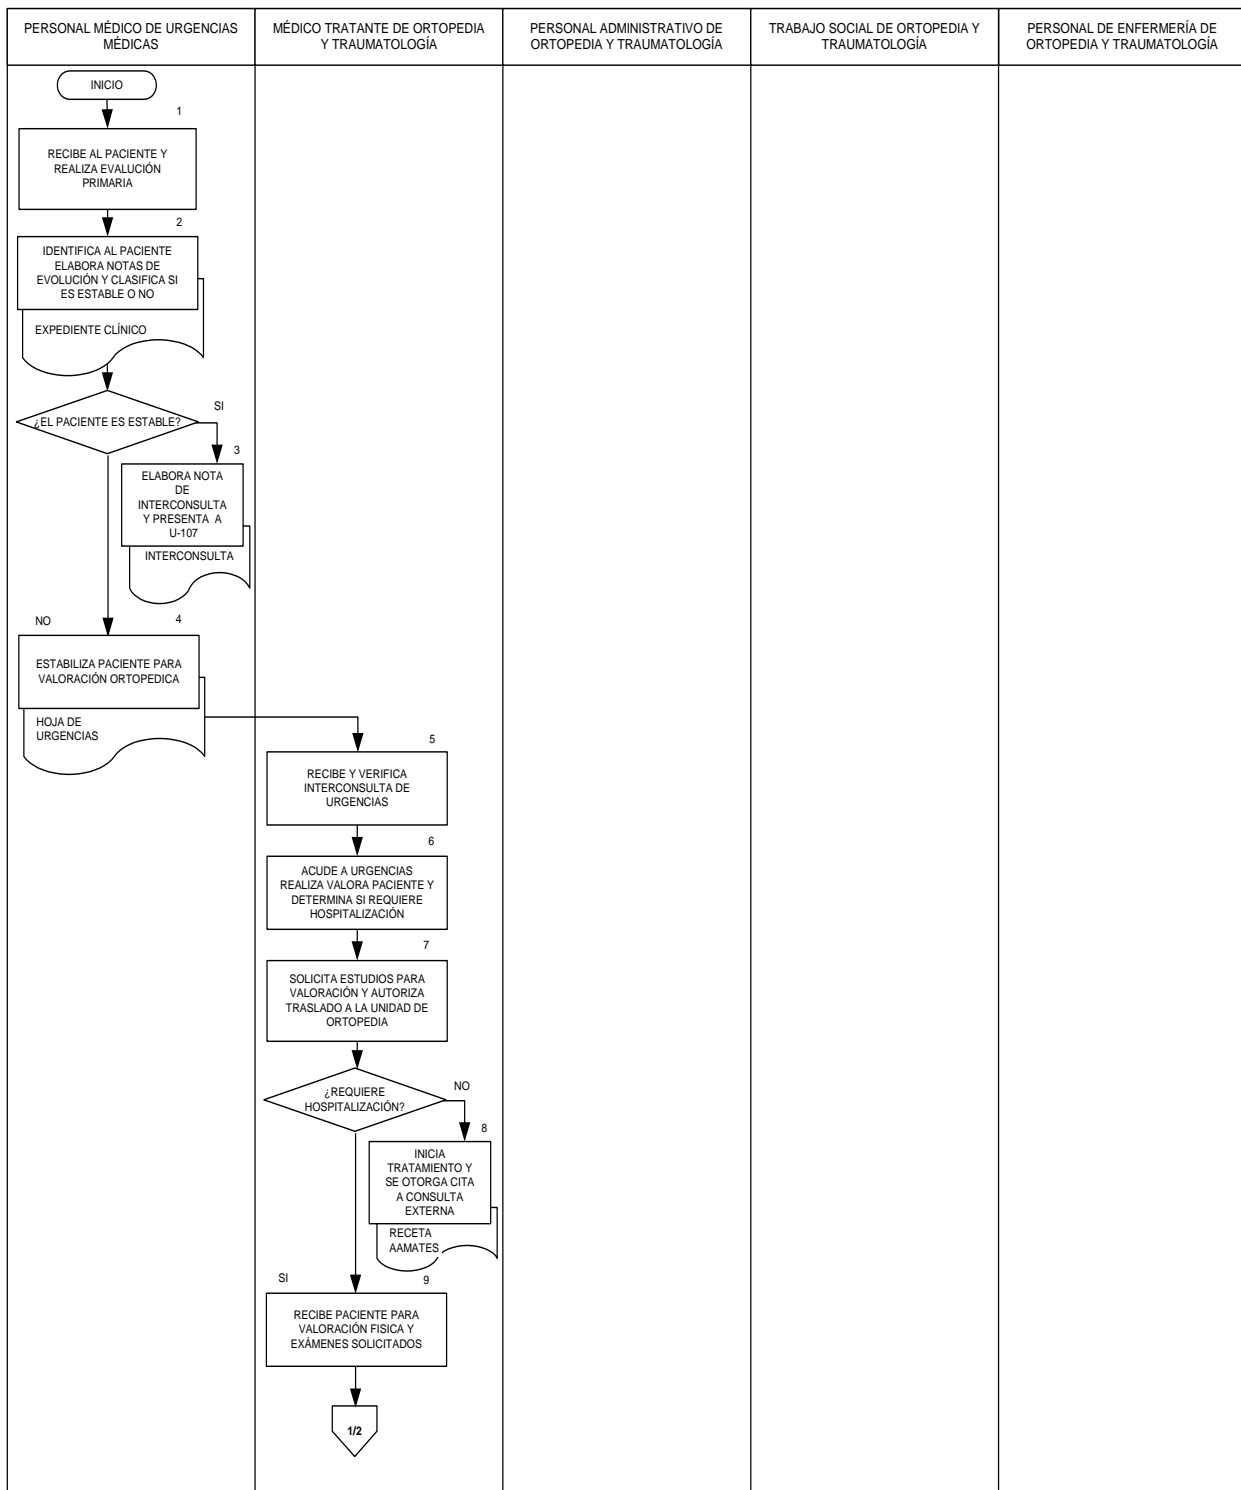 PERSONAL MÉDICO DE URGENCIAS
MÉDICAS
MÉDICO TRATANTE DE ORTOPEDIA
Y TRAUMATOLOGÍA
PERSONAL ADMINISTRATIVO DE
ORTOPEDIA Y TRAUMATOLOGÍA
TRABAJO SOCIAL DE ORTOPEDIA Y
TRAUMATOLOGÍA
PERSONAL DE ENFERMERÍA DE
ORTOPEDIA Y TRAUMATOLOGÍA
INICIO
1
RECIBE AL PACIENTE Y
REALIZA EVALUCIÓN
PRIMARIA
2
IDENTIFICA AL PACIENTE
ELABORA NOTAS DE
EVOLUCIÓN Y CLASIFICA SI
ES ESTABLE O NO
EXPEDIENTE CLÍNICO
¿EL PACIENTE ES ESTABLE?
SI
3
ELABORA NOTA
DE
INTERCONSULTA
Y PRESENTA A
U-107
INTERCONSULTA
NO
4
ESTABILIZA PACIENTE PARA
VALORACIÓN ORTOPEDICA
HOJA DE
URGENCIAS
5
RECIBE Y VERIFICA
INTERCONSULTA DE
URGENCIAS
6
ACUDE A URGENCIAS
REALIZA VALORA PACIENTE Y
DETERMINA SI REQUIERE
HOSPITALIZACIÓN
7
SOLICITA ESTUDIOS PARA
VALORACIÓN Y AUTORIZA
TRASLADO A LA UNIDAD DE
ORTOPEDIA
¿REQUIERE
HOSPITALIZACIÓN?
NO
8
INICIA
TRATAMIENTO Y
SE OTORGA CITA
A CONSULTA
EXTERNA
RECETA
AAMATES
SI
9
RECIBE PACIENTE PARA
VALORACIÓN FISICA Y
EXÁMENES SOLICITADOS
1/2